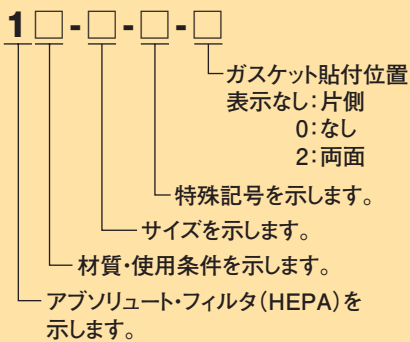 1□-□-□-□
ガスケット貼付位置
表示なし：片側
0：なし
2：両面
特殊記号を示します。
サイズを示します。
材質・使用条件を示します。
アブソリュート・フィルタ（HEPA）を
示します。